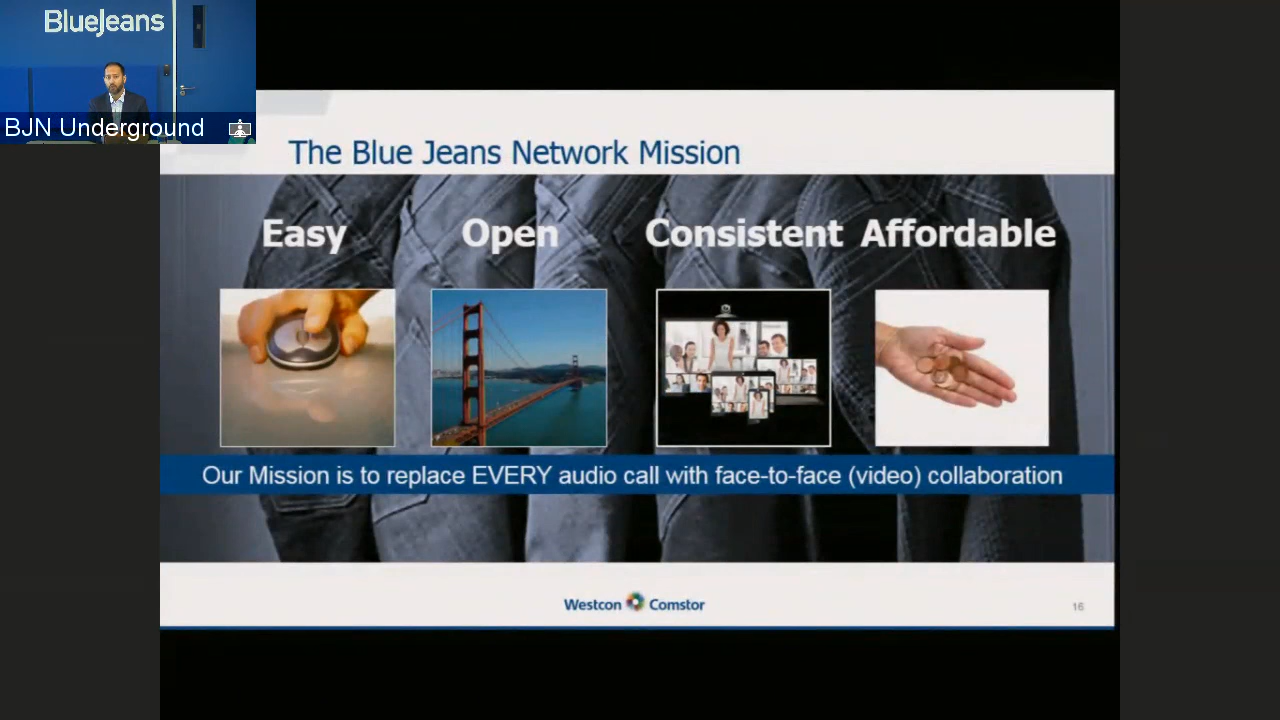 BlueJeans
BJN Underground
The Blue Jeans Network Mission
Easy Open Consistent Affordable
Our Mission is to replace EVERY audio call with face-to-face (video) collaboration
Westcon Comstor
16